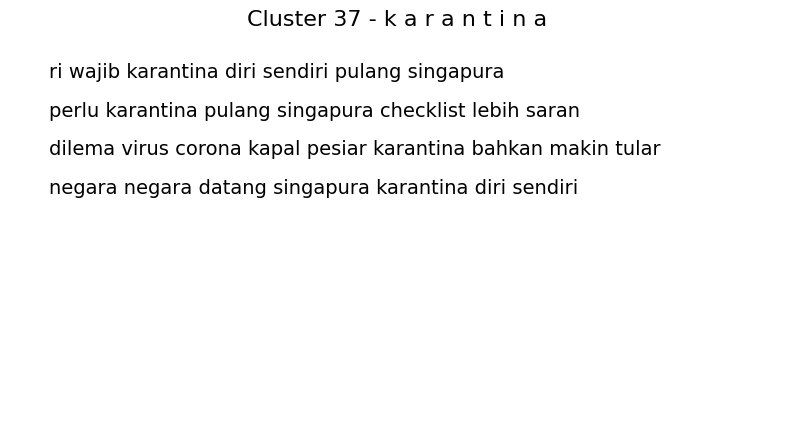 Cluster 37 - k a r a n t i n a
ri wajib karantina diri sendiri pulang singapura
perlu karantina pulang singapura checklist lebih saran
dilema virus corona kapal pesiar karantina bahkan makin tular
negara negara datang singapura karantina diri sendiri